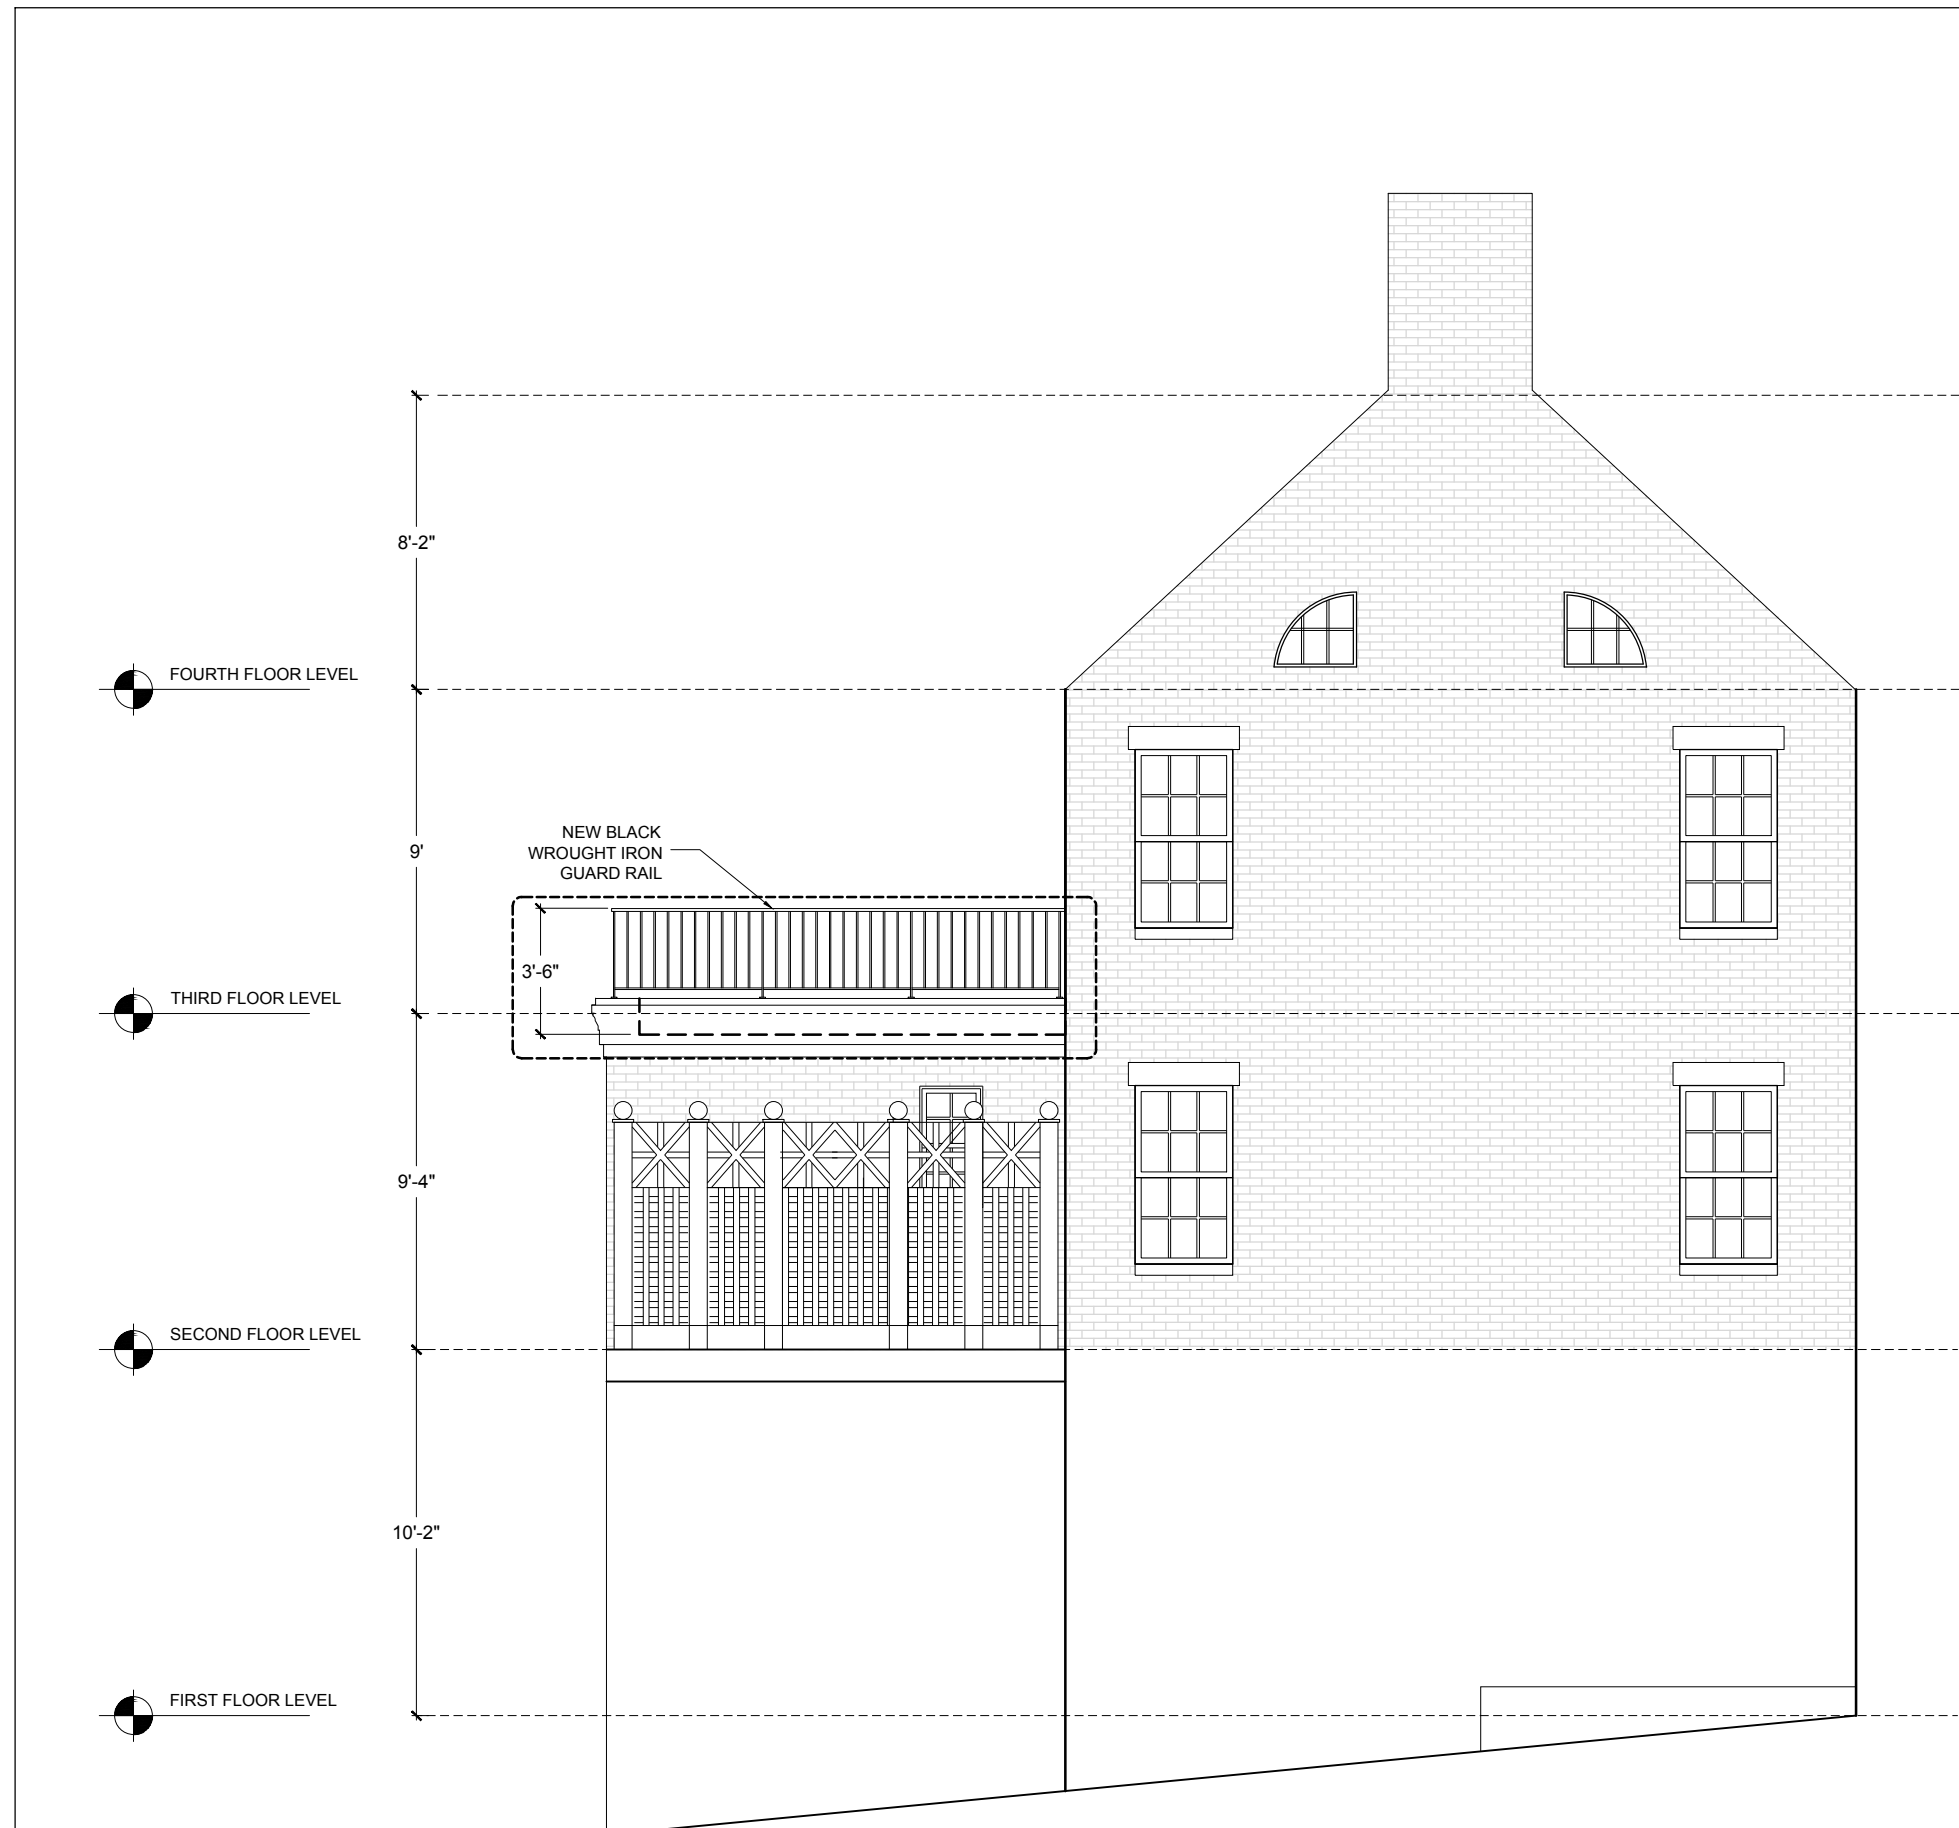 8'-2"
FOURTH FLOOR LEVEL
9'
NEW BLACK
WROUGHT IRON
GUARD RAIL
3'-6"
THIRD FLOOR LEVEL
9'-4"
SECOND FLOOR LEVEL
10'-2"
FIRST FLOOR LEVEL